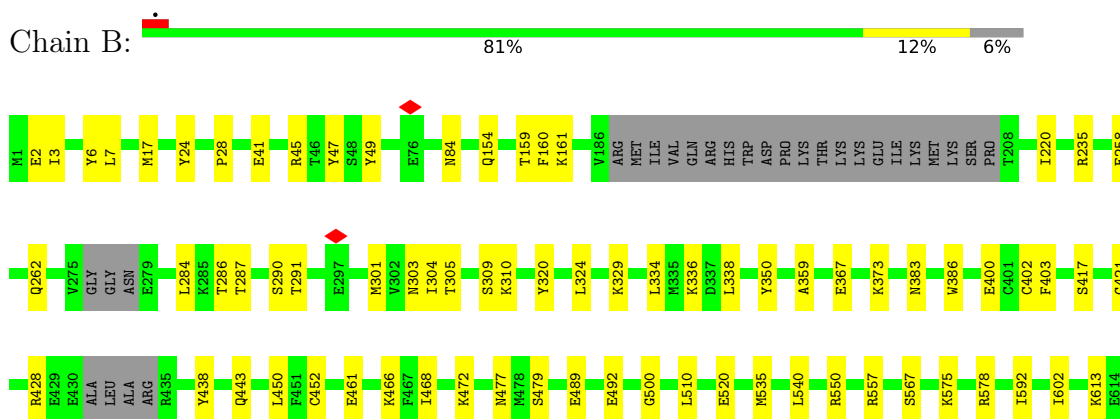 Chain B:
81% 12% 6%
M1 E2 I3 Y6 L7 M17 Y24 P28 E41 R45 T46 Y47 S48 Y49 E76 N84 Q154 T159 F160 K161 V186 ARG MET ILE VAL GLN ARG HIS TRP ASP PRO LYS THR LYS LYS GLU ILE LYS MET LYS SER PRO T208 I220 R235
Q262 V275 GLY GLY ASN E279 L284 K285 T286 T287 S290 T291 E297 M301 V302 N303 I304 T305 S309 K310 Y320 L324 K329 L334 M335 K336 D337 L338 Y350 A359 E367 K373 N383 W386 E400 C401 C402 F403 S417
R428 E429 E430 ALA LEU ALA ARG R435 Y438 Q443 L450 F451 C452 E461 K466 F467 I468 K472 N477 M478 S479 E489 E492 G500 L510 E520 M535 L540 R550 R557 S567 K575 R578 I592 I602 K613